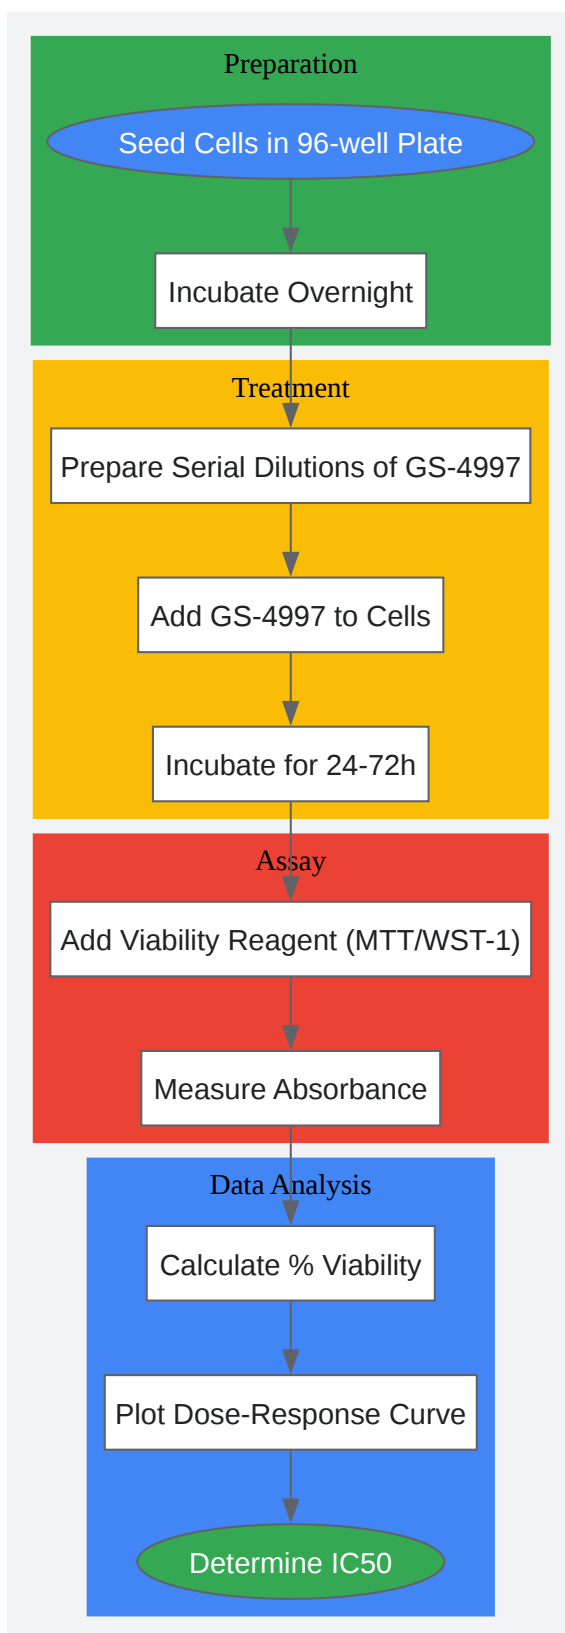 Preparation
Seed Cells in 96-well Plate
Incubate Overnight
Treatment
Prepare Serial Dilutions of GS-4997
Add GS-4997 to Cells
Incubate for 24-72h
Assay
Add Viability Reagent (MTT/WST-1)
Measure Absorbance
Data Analysis
Calculate % Viability
Plot Dose-Response Curve
Determine IC50